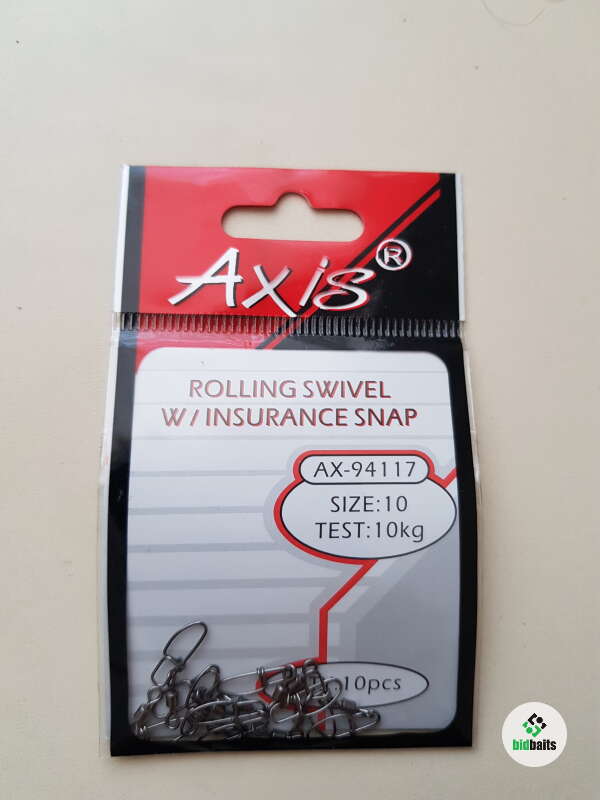 Axis®
ROLLING SWIVEL
W/INSURANCE SNAP
AX-94117
SIZE:10
TEST:10kg
10pcs
bidbaits